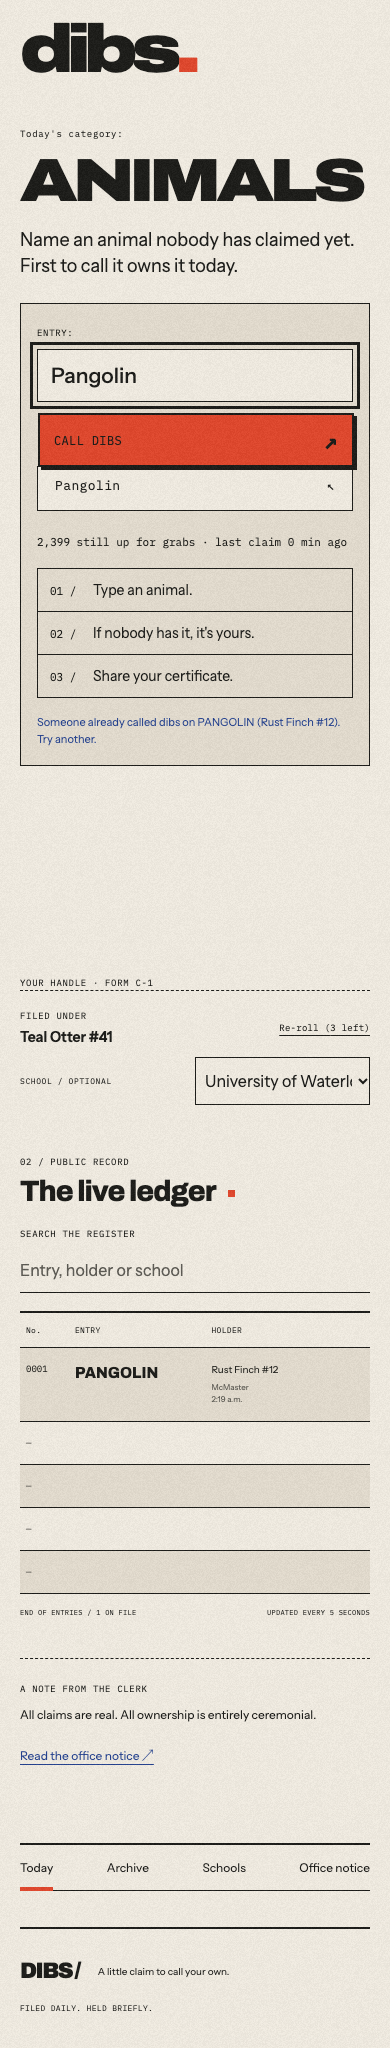 dibs.
Today's category:
ANIMALS
Name an animal nobody has claimed yet.
First to call it owns it today.
ENTRY:
Pangolin
CALL DIBS ↗
Pangolin ↖
2,399 still up for grabs · last claim 0 min ago
01 / Type an animal.
02 / If nobody has it, it's yours.
03 / Share your certificate.
Someone already called dibs on PANGOLIN (Rust Finch #12).
Try another.
YOUR HANDLE · FORM C-1
FILED UNDER
Teal Otter #41
Re-roll (3 left)
SCHOOL / OPTIONAL
University of Waterl
02 / PUBLIC RECORD
The live ledger
SEARCH THE REGISTER
Entry, holder or school
No. ENTRY HOLDER
0001 PANGOLIN Rust Finch #12
McMaster
2:19 a.m.
—
—
—
—
END OF ENTRIES / 1 ON FILE UPDATED EVERY 5 SECONDS
A NOTE FROM THE CLERK
All claims are real. All ownership is entirely ceremonial.
Read the office notice ↗
Today Archive Schools Office notice
DIBS/ A little claim to call your own.
FILED DAILY. HELD BRIEFLY.